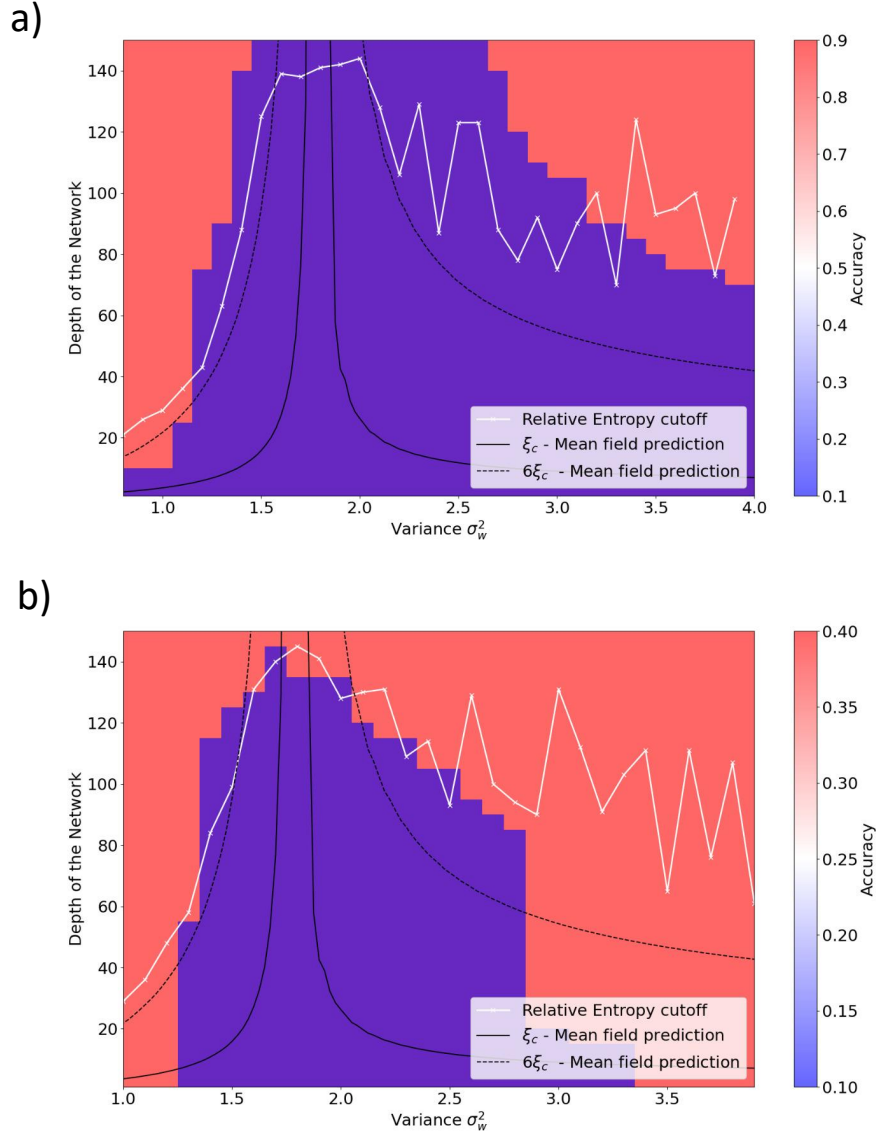 a)
140
120
100
80
60
40
20
Depth of the Network
1.0 1.5 2.0 2.5 3.0 3.5 4.0
Variance σ_w^2
Relative Entropy cutoff
ξ_c - Mean field prediction
6ξ_c - Mean field prediction
0.9
0.8
0.7
0.6
0.5
0.4
0.3
0.2
0.1
Accuracy
b)
140
120
100
80
60
40
20
Depth of the Network
1.0 1.5 2.0 2.5 3.0 3.5
Variance σ_w^2
Relative Entropy cutoff
ξ_c - Mean field prediction
6ξ_c - Mean field prediction
0.40
0.35
0.30
0.25
0.20
0.15
0.10
Accuracy